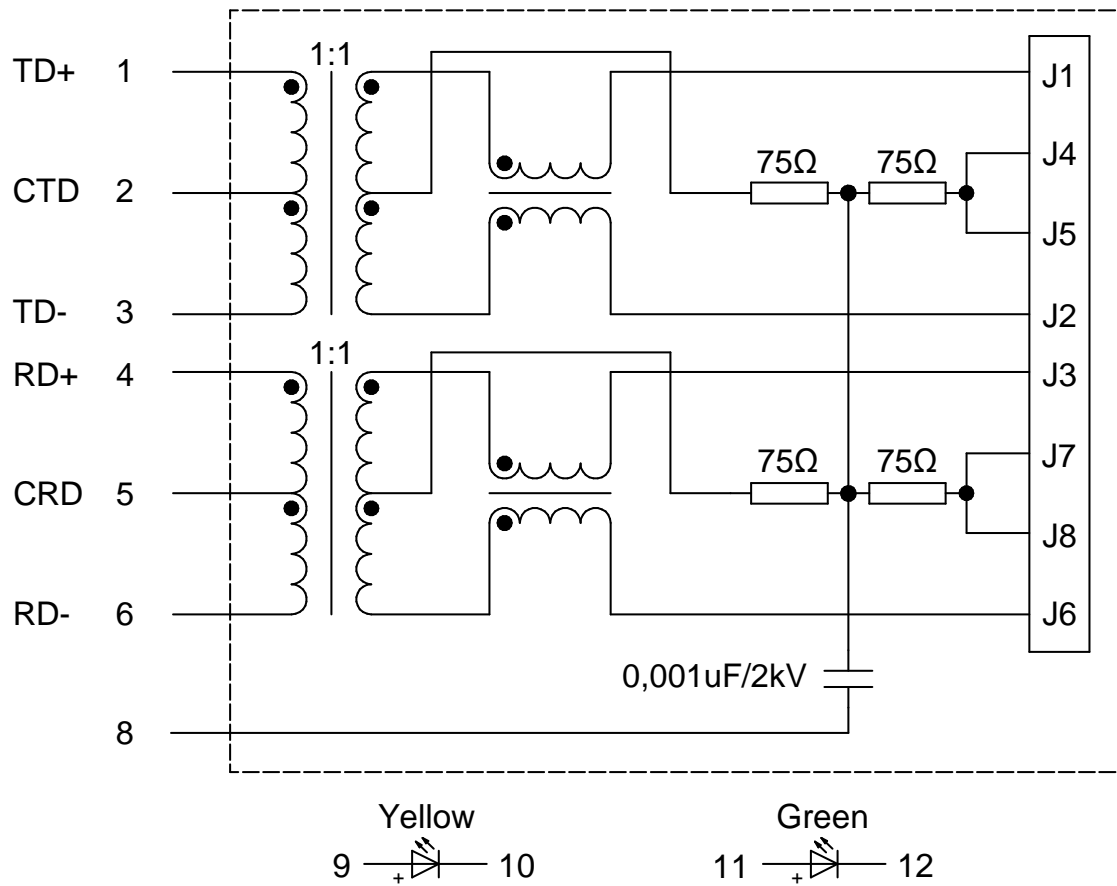 1:1
TD+ 1
J1
75Ω 75Ω
J4
CTD 2
J5
TD- 3
J2
1:1
RD+ 4
J3
75Ω 75Ω
J7
CRD 5
J8
RD- 6
J6
0,001uF/2kV
8
Yellow
9 + 10
Green
11 + 12